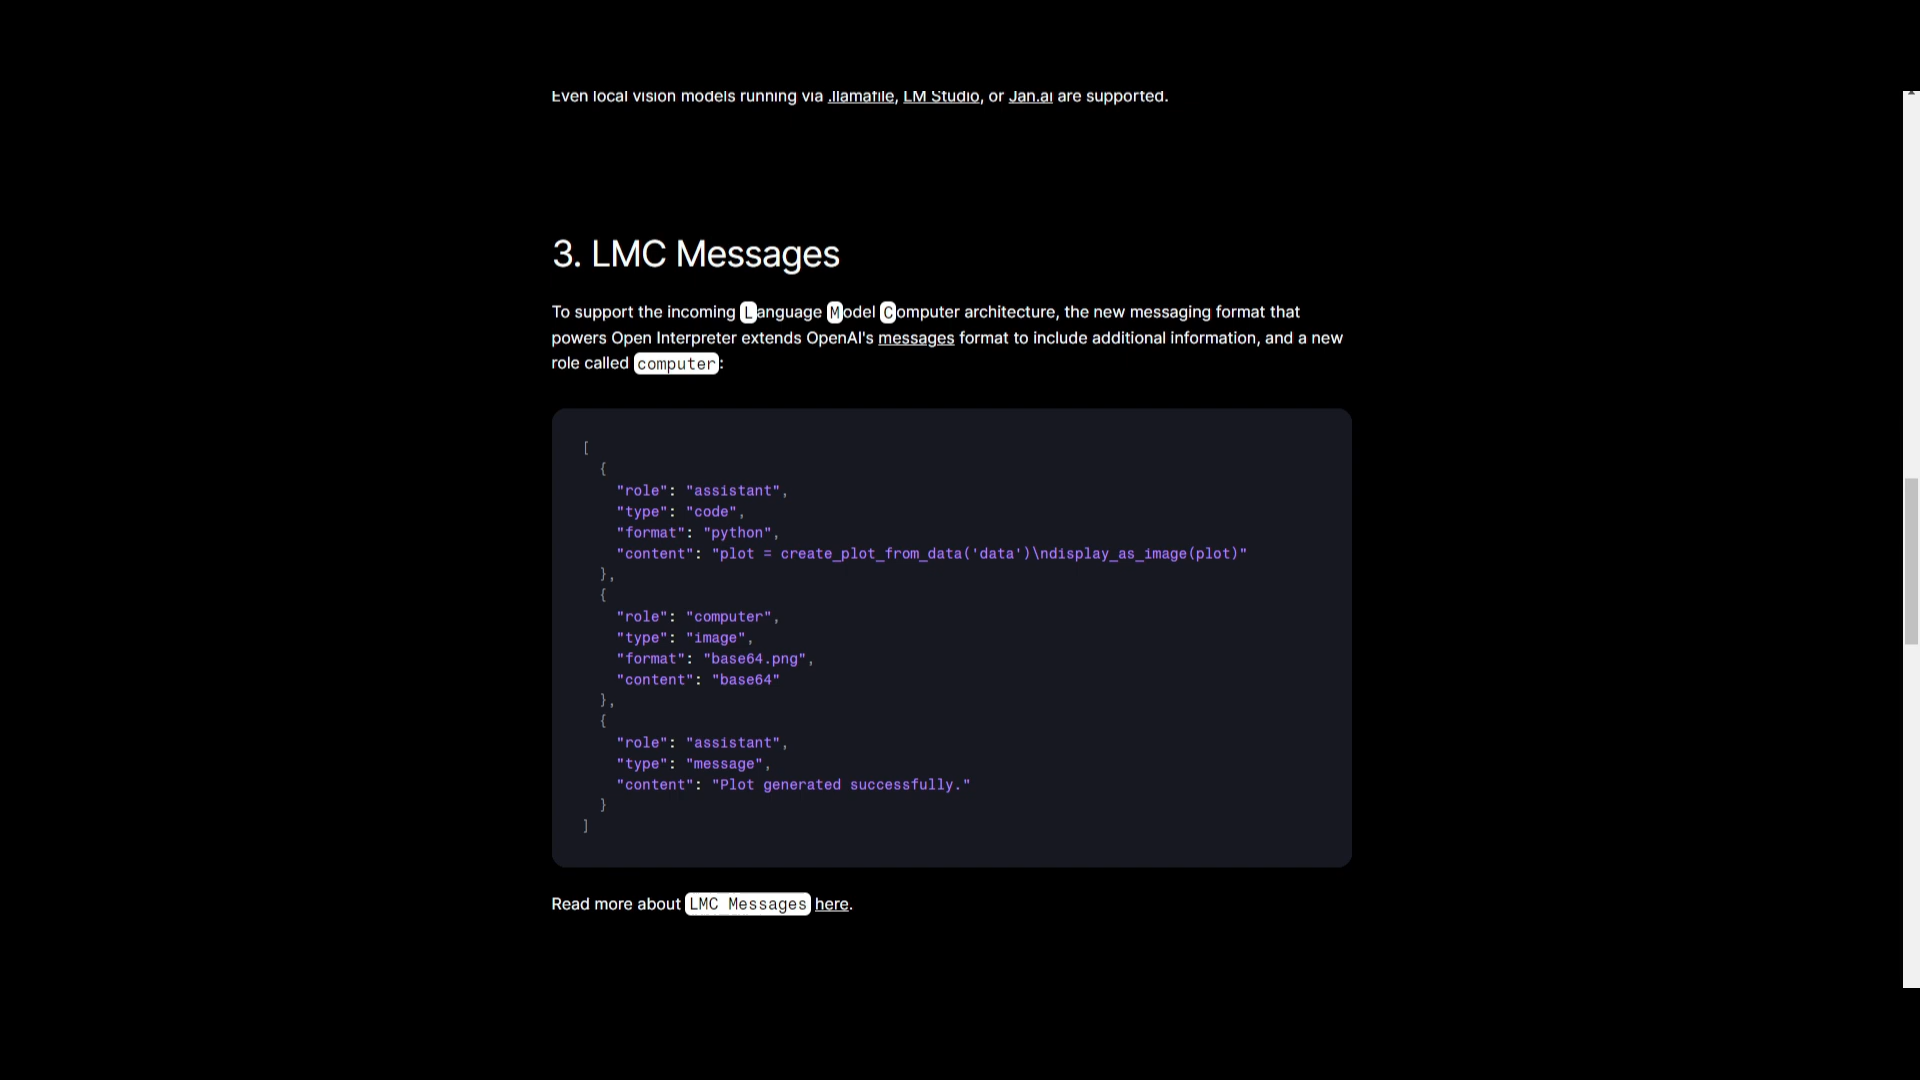 Even local vision models running via .llamafile, LM Studio, or Jan.ai are supported.
3. LMC Messages
To support the incoming Language Model Computer architecture, the new messaging format that
powers Open Interpreter extends OpenAI's messages format to include additional information, and a new
role called computer:
[
  {
    "role": "assistant",
    "type": "code",
    "format": "python",
    "content": "plot = create_plot_from_data('data')\ndisplay_as_image(plot)"
  },
  {
    "role": "computer",
    "type": "image",
    "format": "base64.png",
    "content": "base64"
  },
  {
    "role": "assistant",
    "type": "message",
    "content": "Plot generated successfully."
  }
]
Read more about LMC Messages here.